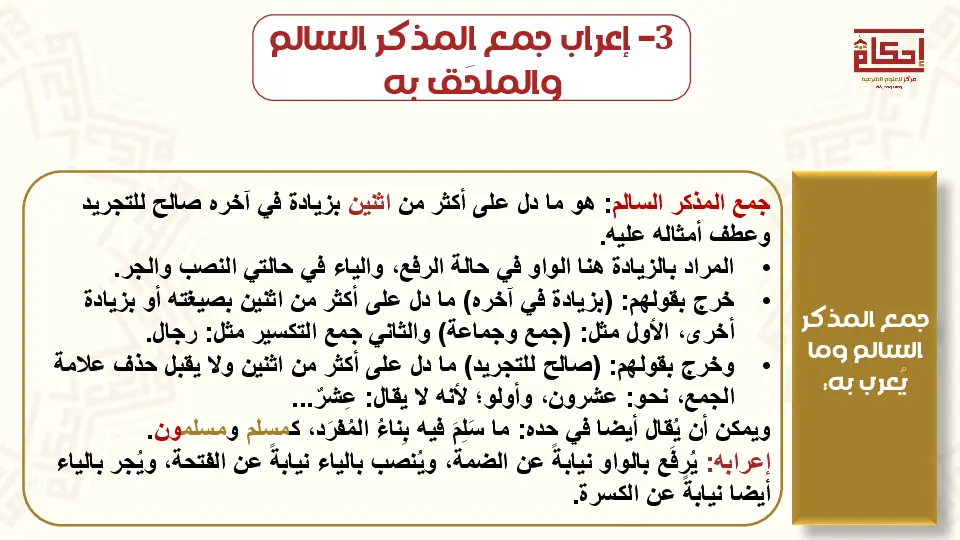 3- إعراب جمع المذكر السالم
والملحَق به
إحكام
مركز للعلوم الشرعية
جمع المذكر السالم: هو ما دل على أكثر من اثنين بزيادة في آخره صالح للتجريد
وعطف أمثاله عليه.
• المراد بالزيادة هنا الواو في حالة الرفع، والياء في حالتي النصب والجر.
• خرج بقولهم: (بزيادة في آخره) ما دل على أكثر من اثنين بصيغته أو بزيادة
أخرى، الأول مثل: (جمع وجماعة) والثاني جمع التكسير مثل: رجال.
• وخرج بقولهم: (صالح للتجريد) ما دل على أكثر من اثنين ولا يقبل حذف علامة
الجمع، نحو: عشرون، وأولو؛ لأنه لا يقال: عِشرٌ...
ويمكن أن يُقال أيضا في حده: ما سَلِمَ فيه بِناءُ المُفرَد، كمسلم ومسلمون.
إعرابه: يُرفَع بالواو نيابةً عن الضمة، ويُنصب بالياء نيابةً عن الفتحة، ويُجر بالياء
أيضا نيابةً عن الكسرة.
جمع المذكر
السالم وما
يُعرب به: